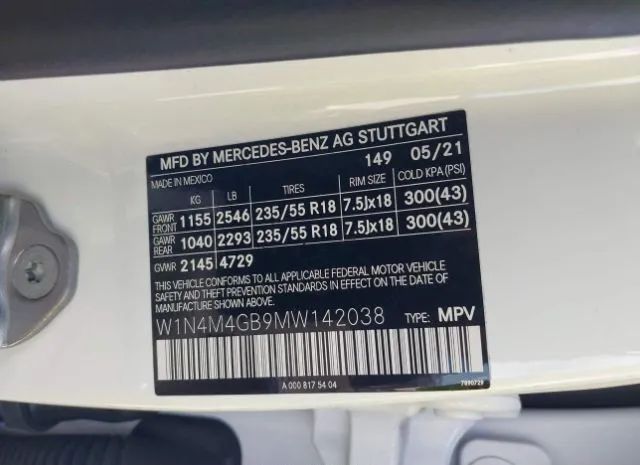 MFD BY MERCEDES-BENZ AG STUTTGART
MADE IN MEXICO 149 05/21
KG LB TIRES RIM SIZE COLD KPA (PSI)
GAWR FRONT 1155 2546 235/55 R18 7.5Jx18 300(43)
GAWR REAR 1040 2293 235/55 R18 7.5Jx18 300(43)
GVWR 2145 4729
THIS VEHICLE CONFORMS TO ALL APPLICABLE FEDERAL MOTOR VEHICLE
SAFETY AND THEFT PREVENTION STANDARDS IN EFFECT ON THE DATE OF
MANUFACTURE SHOWN ABOVE.
W1N4M4GB9MW142038 TYPE: MPV
A 000 817 54 04